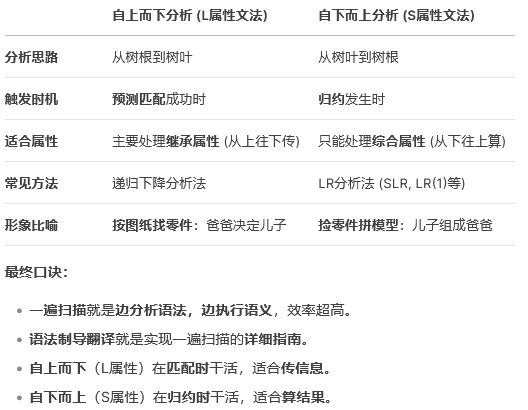 自上而下分析 (L属性文法) 自下而上分析 (S属性文法)
分析思路 从树根到树叶 从树叶到树根
触发时机 预测匹配成功时 归约发生时
适合属性 主要处理继承属性 (从上往下传) 只能处理综合属性 (从下往上算)
常见方法 递归下降分析法 LR分析法 (SLR, LR(1)等)
形象比喻 按图纸找零件：爸爸决定儿子 捡零件拼模型：儿子组成爸爸
最终口诀：
• 一遍扫描就是边分析语法，边执行语义，效率超高。
• 语法制导翻译就是实现一遍扫描的详细指南。
• 自上而下（L属性）在匹配时干活，适合传信息。
• 自下而上（S属性）在归约时干活，适合算结果。